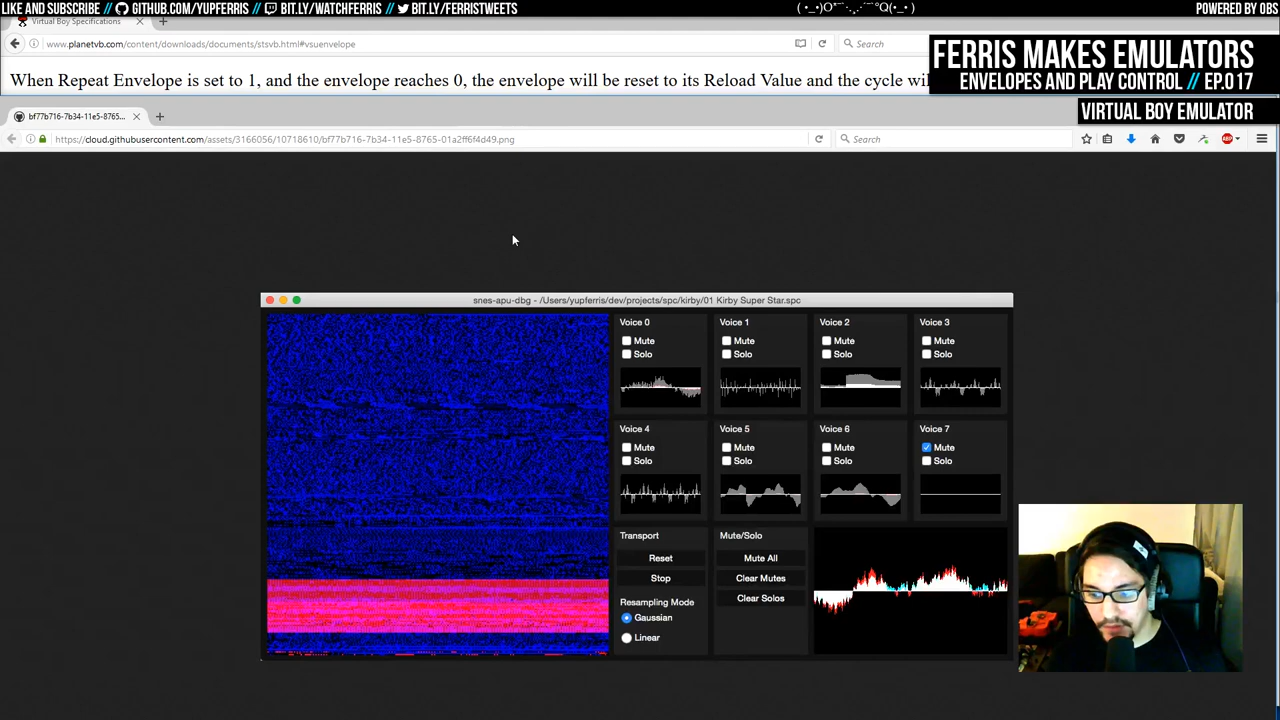 LIKE AND SUBSCRIBE // GITHUB.COM/YUPFERRIS // BIT.LY/WATCHFERRIS // BIT.LY/FERRISTWEETS
POWERED BY OBS
Virtual Boy Specifications
www.planetvb.com/content/downloads/documents/stsvb.html#vsuenvelope
Search
FERRIS MAKES EMULATORS
ENVELOPES AND PLAY CONTROL // EP.017
VIRTUAL BOY EMULATOR
When Repeat Envelope is set to 1, and the envelope reaches 0, the envelope will be reset to its Reload Value and the cycle
bf77b716-7b34-11e5-8765...
https://cloud.githubusercontent.com/assets/3166056/10718610/bf77b716-7b34-11e5-8765-01a2ff6f4d49.png
Search
snes-apu-dbg - /Users/yupferris/dev/projects/spc/kirby/01 Kirby Super Star.spc
Voice 0
Mute
Solo
Voice 1
Mute
Solo
Voice 2
Mute
Solo
Voice 3
Mute
Solo
Voice 4
Mute
Solo
Voice 5
Mute
Solo
Voice 6
Mute
Solo
Voice 7
Mute
Solo
Transport
Reset
Stop
Resampling Mode
Gaussian
Linear
Mute/Solo
Mute All
Clear Mutes
Clear Solos